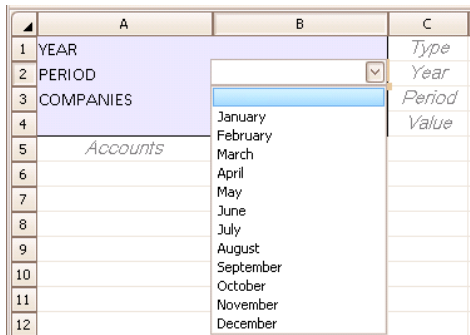 A B C
1 YEAR Type
2 PERIOD Year
3 COMPANIES Period
4 January Value
February
5 Accounts March
6 April
7 May
June
8 July
9 August
10 September
October
11 November
12 December